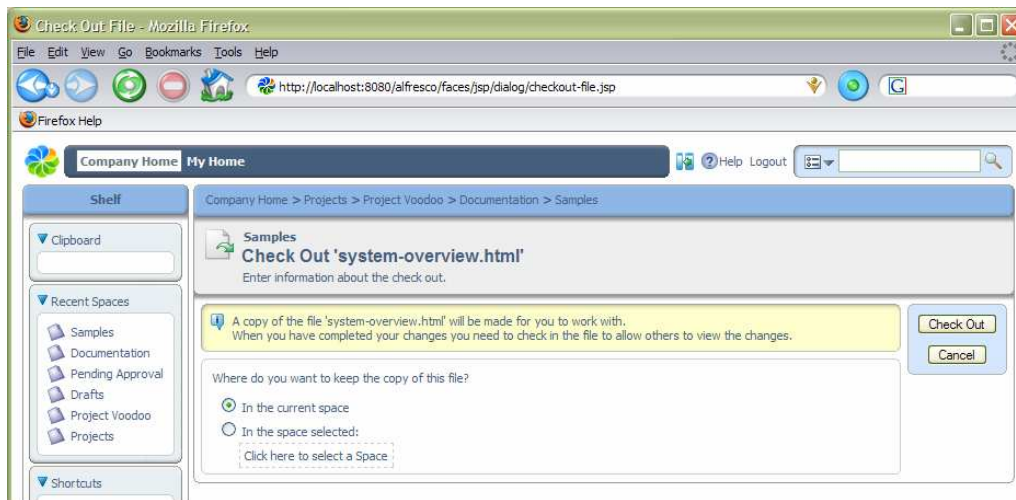 Check Out File - Mozilla Firefox
File Edit View Go Bookmarks Tools Help
http://localhost:8080/alfresco/faces/jsp/dialog/checkout-file.jsp
G
Firefox Help
Company Home My Home
Help Logout
Shelf
Company Home > Projects > Project Voodoo > Documentation > Samples
Clipboard
Samples
Check Out 'system-overview.html'
Enter information about the check out.
Recent Spaces
Samples
Documentation
Pending Approval
Drafts
Project Voodoo
Projects
A copy of the file 'system-overview.html' will be made for you to work with.
When you have completed your changes you need to check in the file to allow others to view the changes.
Check Out
Cancel
Where do you want to keep the copy of this file?
In the current space
In the space selected:
Click here to select a Space
Shortcuts